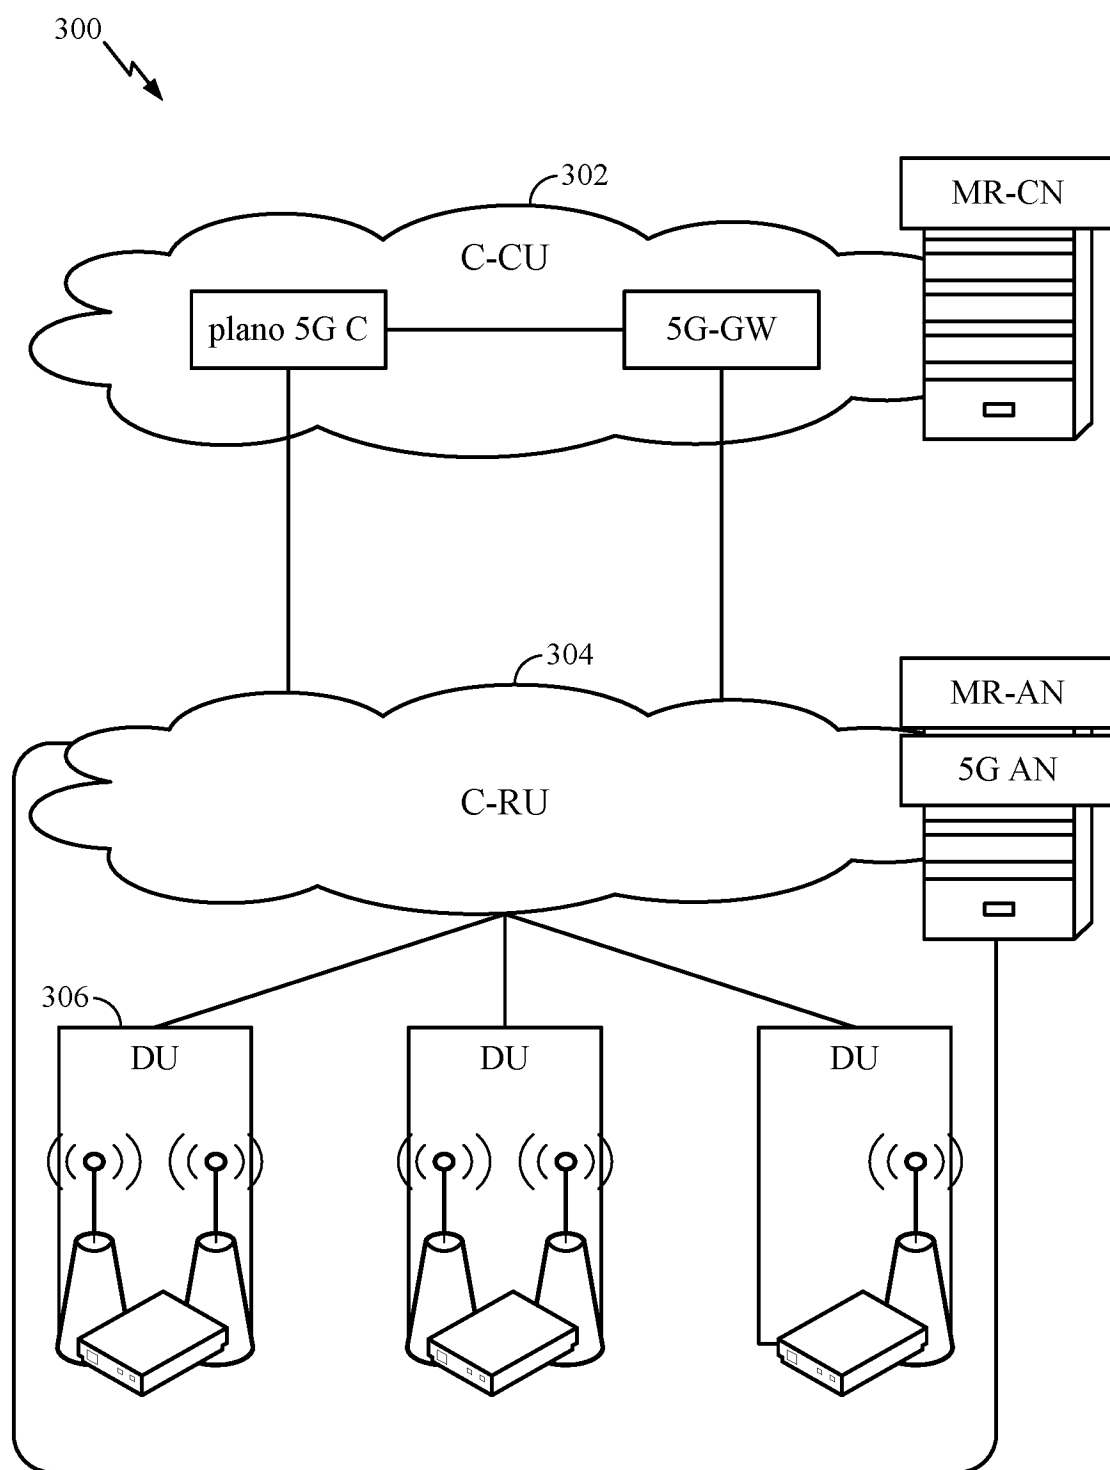 300
302
MR-CN
C-CU
plano 5G C
5G-GW
304
MR-AN
5G AN
C-RU
306
DU
DU
DU